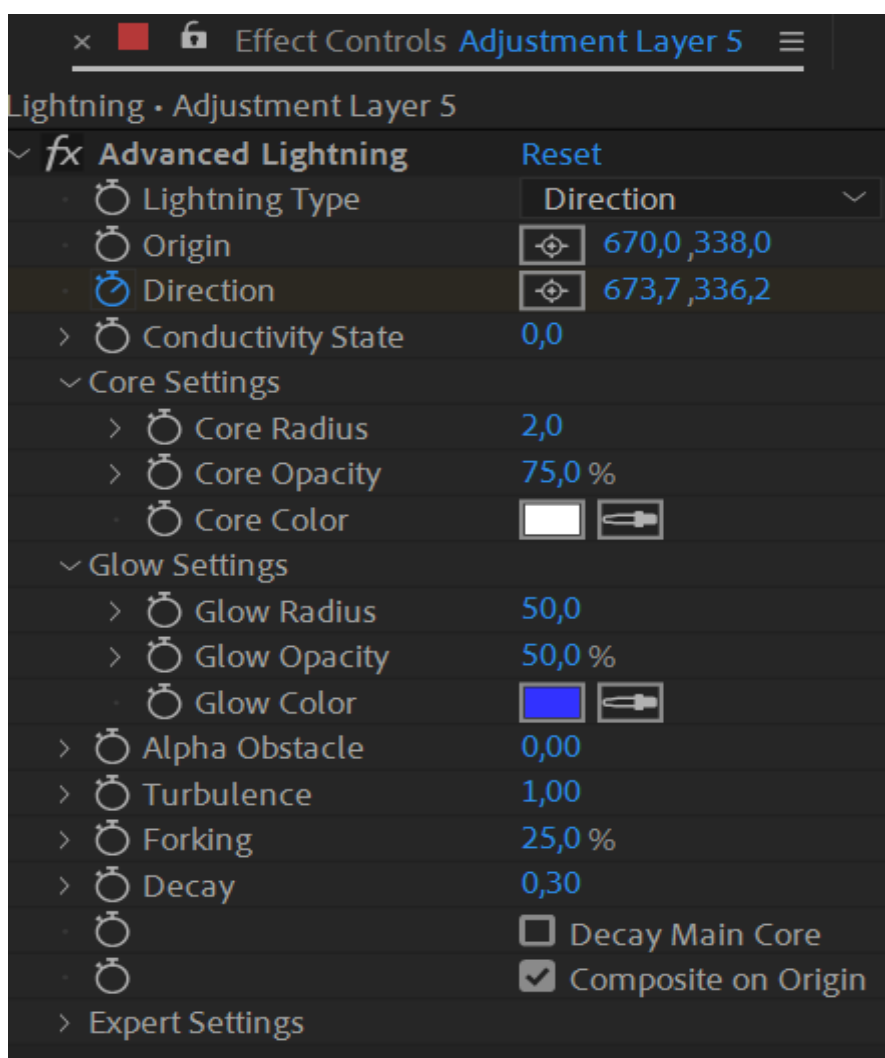 Effect Controls Adjustment Layer 5
Lightning • Adjustment Layer 5
fx Advanced Lightning Reset
Lightning Type Direction
Origin 670,0 ,338,0
Direction 673,7 ,336,2
Conductivity State 0,0
Core Settings
Core Radius 2,0
Core Opacity 75,0 %
Core Color
Glow Settings
Glow Radius 50,0
Glow Opacity 50,0 %
Glow Color
Alpha Obstacle 0,00
Turbulence 1,00
Forking 25,0 %
Decay 0,30
Decay Main Core
Composite on Origin
Expert Settings